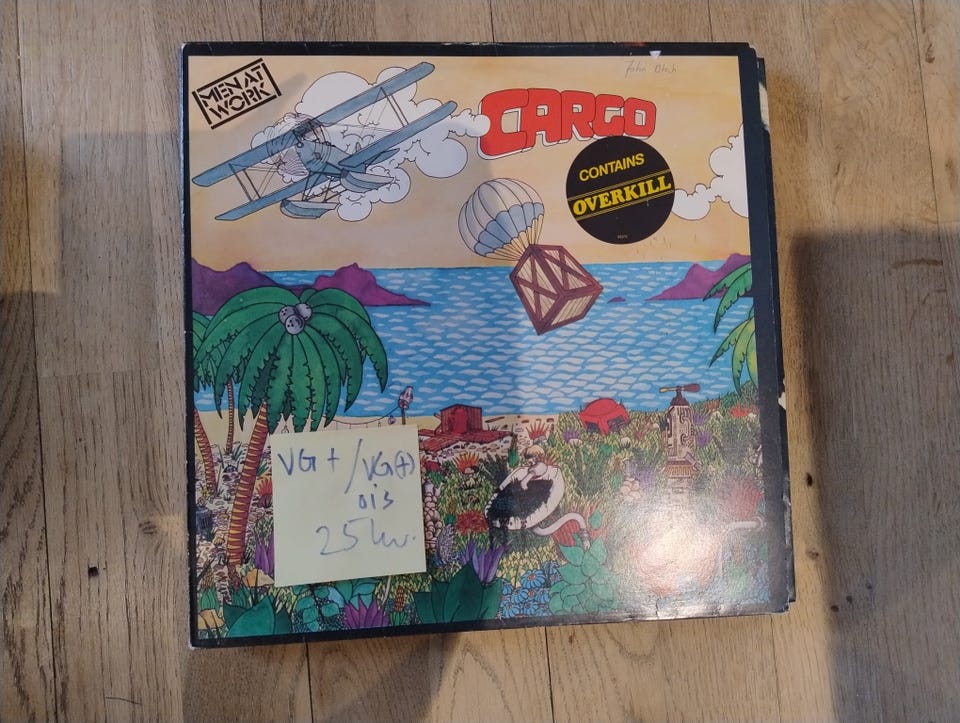 MEN AT
WORK
CARGO
CONTAINS
OVERKILL
VG+/VG(+)
ois
25 kr.